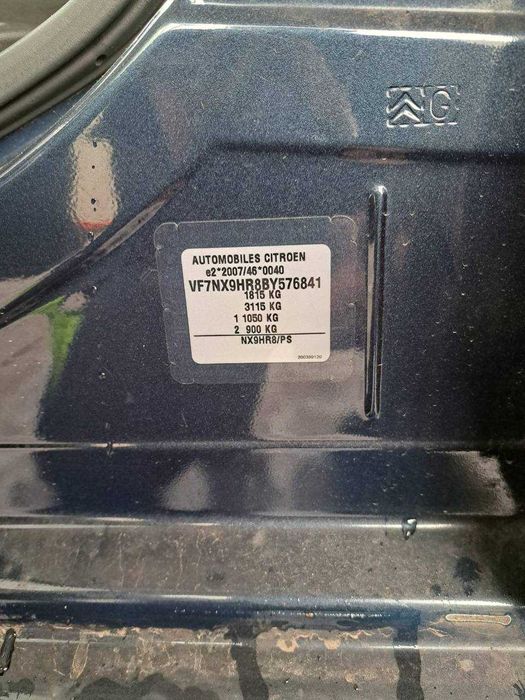 G
AUTOMOBILES CITROEN
e2*2007/46*0040
VF7NX9HR8BY576841
1815 KG
3115 KG
1 1050 KG
2 900 KG
NX9HR8/PS